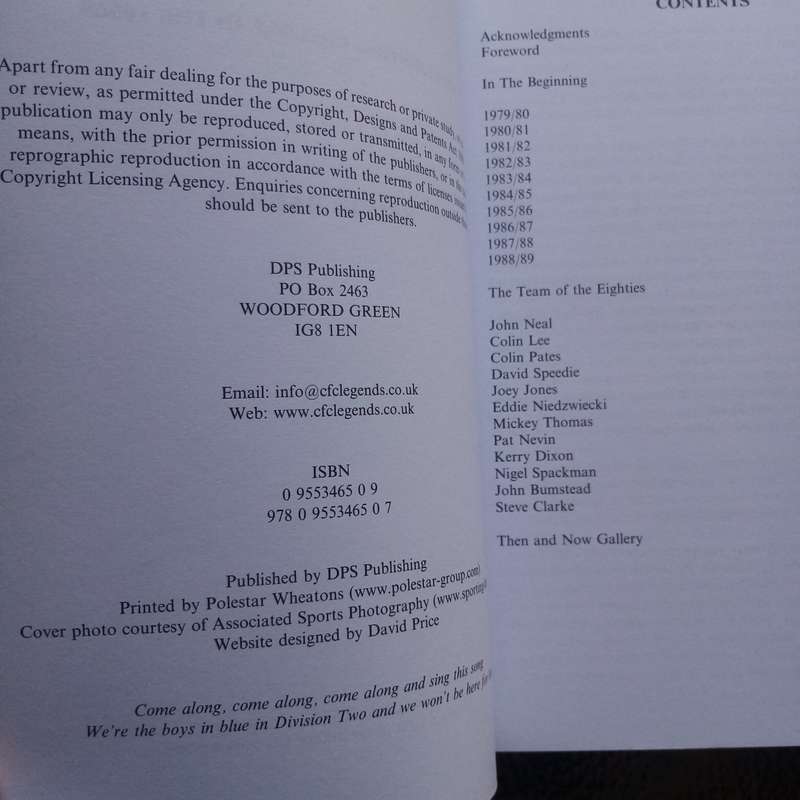 Apart from any fair dealing for the purposes of research or private study,
or review, as permitted under the Copyright, Designs and Patents Act
publication may only be reproduced, stored or transmitted, in any form
means, with the prior permission in writing of the publishers, or in the
reprographic reproduction in accordance with the terms of licenses
Copyright Licensing Agency. Enquiries concerning reproduction outside
should be sent to the publishers.
DPS Publishing
PO Box 2463
WOODFORD GREEN
IG8 1EN
Email: info@cfclegends.co.uk
Web: www.cfclegends.co.uk
ISBN
0 9553465 0 9
978 0 9553465 0 7
Published by DPS Publishing
Printed by Polestar Wheatons (www.polestar-group.com)
Cover photo courtesy of Associated Sports Photography
Website designed by David Price
Come along, come along, come along and sing this song
We're the boys in blue in Division Two and we won't be here for
CONTENTS
Acknowledgments
Foreword
In The Beginning
1979/80
1980/81
1981/82
1982/83
1983/84
1984/85
1985/86
1986/87
1987/88
1988/89
The Team of the Eighties
John Neal
Colin Lee
Colin Pates
David Speedie
Joey Jones
Eddie Niedzwiecki
Mickey Thomas
Pat Nevin
Kerry Dixon
Nigel Spackman
John Bumstead
Steve Clarke
Then and Now Gallery